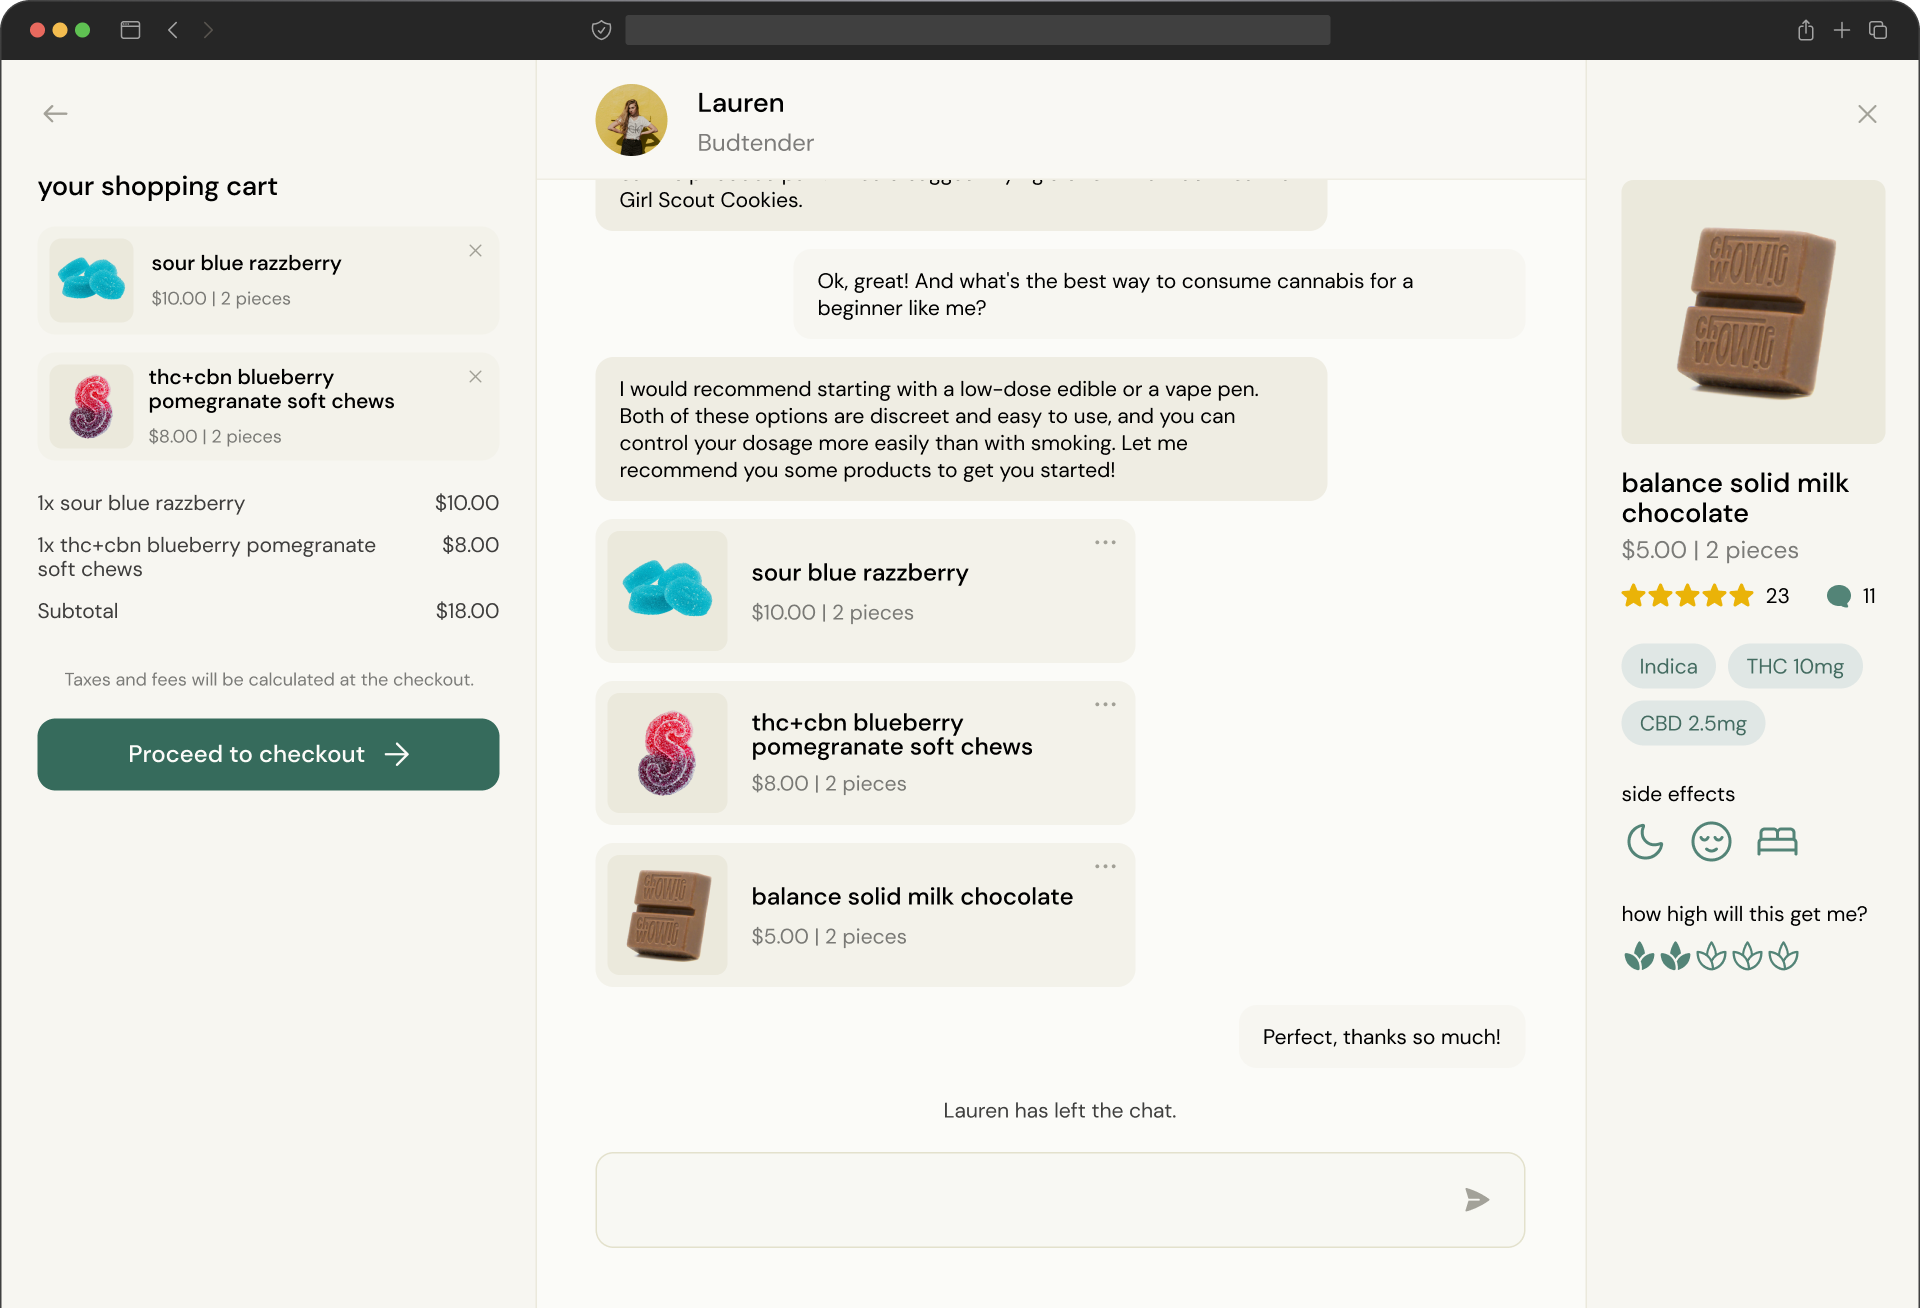 your shopping cart
sour blue razzberry
$10.00 | 2 pieces
thc+cbn blueberry
pomegranate soft chews
$8.00 | 2 pieces
1x sour blue razzberry $10.00
1x thc+cbn blueberry pomegranate $8.00
soft chews
Subtotal $18.00
Taxes and fees will be calculated at the checkout.
Proceed to checkout
Lauren
Budtender
Girl Scout Cookies.
Ok, great! And what's the best way to consume cannabis for a
beginner like me?
I would recommend starting with a low-dose edible or a vape pen.
Both of these options are discreet and easy to use, and you can
control your dosage more easily than with smoking. Let me
recommend you some products to get you started!
sour blue razzberry
$10.00 | 2 pieces
thc+cbn blueberry
pomegranate soft chews
$8.00 | 2 pieces
chowie
wowie
chowie
wowie
balance solid milk chocolate
$5.00 | 2 pieces
Perfect, thanks so much!
Lauren has left the chat.
chowie
wowie
chowie
wowie
balance solid milk
chocolate
$5.00 | 2 pieces
23 11
Indica THC 10mg
CBD 2.5mg
side effects
how high will this get me?